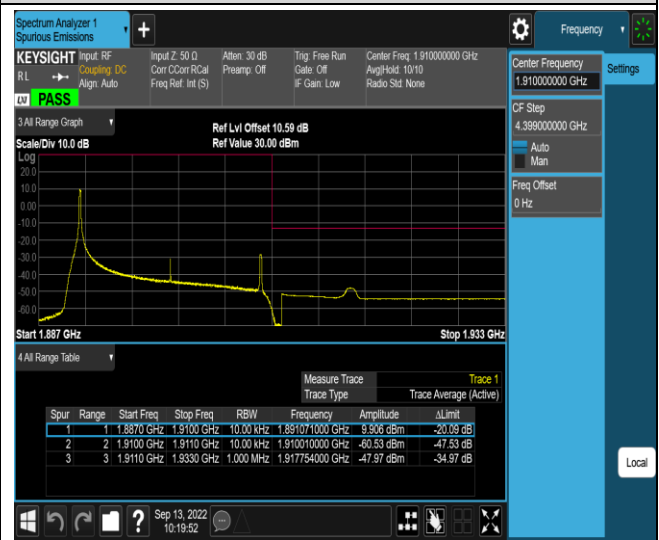 Spectrum Analyzer 1
Spurious Emissions
+
Frequency
KEYSIGHT Input: RF Input Z: 50 Ω Atten: 30 dB Trig: Free Run Center Freq: 1.910000000 GHz
RL Coupling: DC Corr CCorr RCal Preamp: Off Gate: Off Avg|Hold: 10/10
Align: Auto Freq Ref: Int (S) IF Gain: Low Radio Std: None
LXI PASS
3 All Range Graph
Ref Lvl Offset 10.59 dB
Scale/Div 10.0 dB Ref Value 30.00 dBm
Log
20.0
10.0
0.00
-10.0
-20.0
-30.0
-40.0
-50.0
-60.0
Start 1.887 GHz Stop 1.933 GHz
4 All Range Table
Measure Trace Trace 1
Trace Type Trace Average (Active)
Spur Range Start Freq Stop Freq RBW Frequency Amplitude ΔLimit
1 1 1.8870 GHz 1.9100 GHz 10.00 kHz 1.891071000 GHz 9.906 dBm -20.09 dB
2 2 1.9100 GHz 1.9110 GHz 10.00 kHz 1.910010000 GHz -60.53 dBm -47.53 dB
3 3 1.9110 GHz 1.9330 GHz 1.000 MHz 1.917754000 GHz -47.97 dBm -34.97 dB
Center Frequency
1.910000000 GHz
Settings
CF Step
4.399000000 GHz
Auto
Man
Freq Offset
0 Hz
Local
? Sep 13, 2022
10:19:52